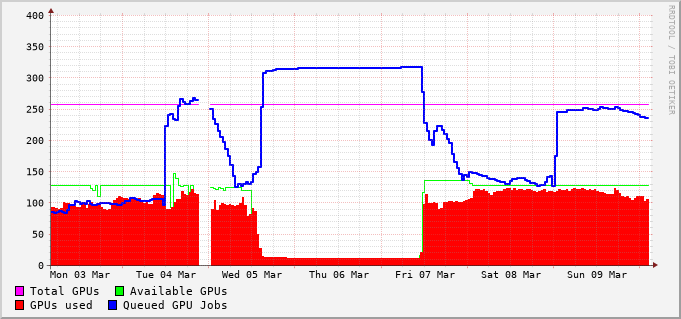 400
350
300
250
200
150
100
50
0
Mon 03 Mar Tue 04 Mar Wed 05 Mar Thu 06 Mar Fri 07 Mar Sat 08 Mar Sun 09 Mar
Total GPUs Available GPUs
GPUs used Queued GPU Jobs
RRDTOOL / TOBI OETIKER